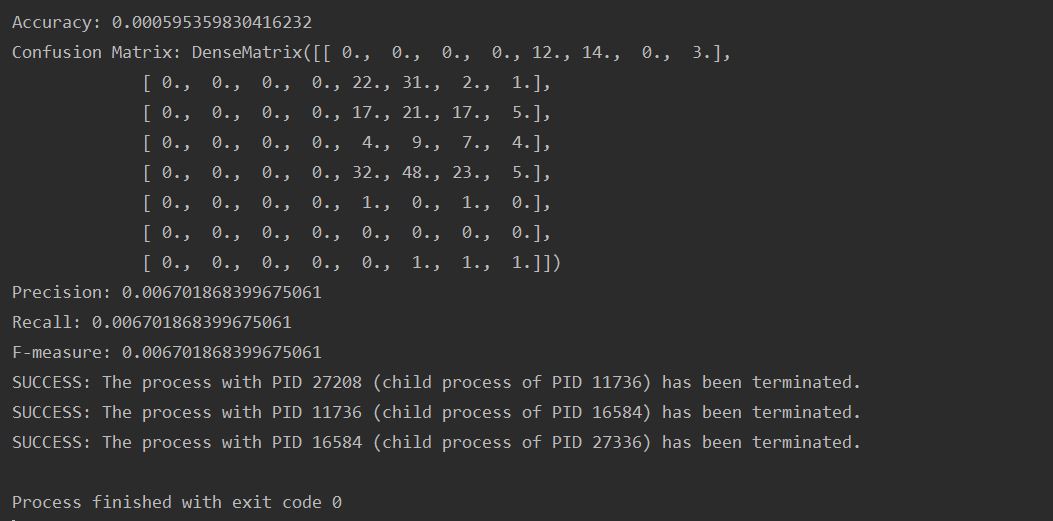 Accuracy: 0.000595359830416232
Confusion Matrix: DenseMatrix([[ 0.,  0.,  0.,  0., 12., 14.,  0.,  3.],
             [ 0.,  0.,  0.,  0., 22., 31.,  2.,  1.],
             [ 0.,  0.,  0.,  0., 17., 21., 17.,  5.],
             [ 0.,  0.,  0.,  0.,  4.,  9.,  7.,  4.],
             [ 0.,  0.,  0.,  0., 32., 48., 23.,  5.],
             [ 0.,  0.,  0.,  0.,  1.,  0.,  1.,  0.],
             [ 0.,  0.,  0.,  0.,  0.,  0.,  0.,  0.],
             [ 0.,  0.,  0.,  0.,  0.,  1.,  1.,  1.]])
Precision: 0.006701868399675061
Recall: 0.006701868399675061
F-measure: 0.006701868399675061
SUCCESS: The process with PID 27208 (child process of PID 11736) has been terminated.
SUCCESS: The process with PID 11736 (child process of PID 16584) has been terminated.
SUCCESS: The process with PID 16584 (child process of PID 27336) has been terminated.
Process finished with exit code 0